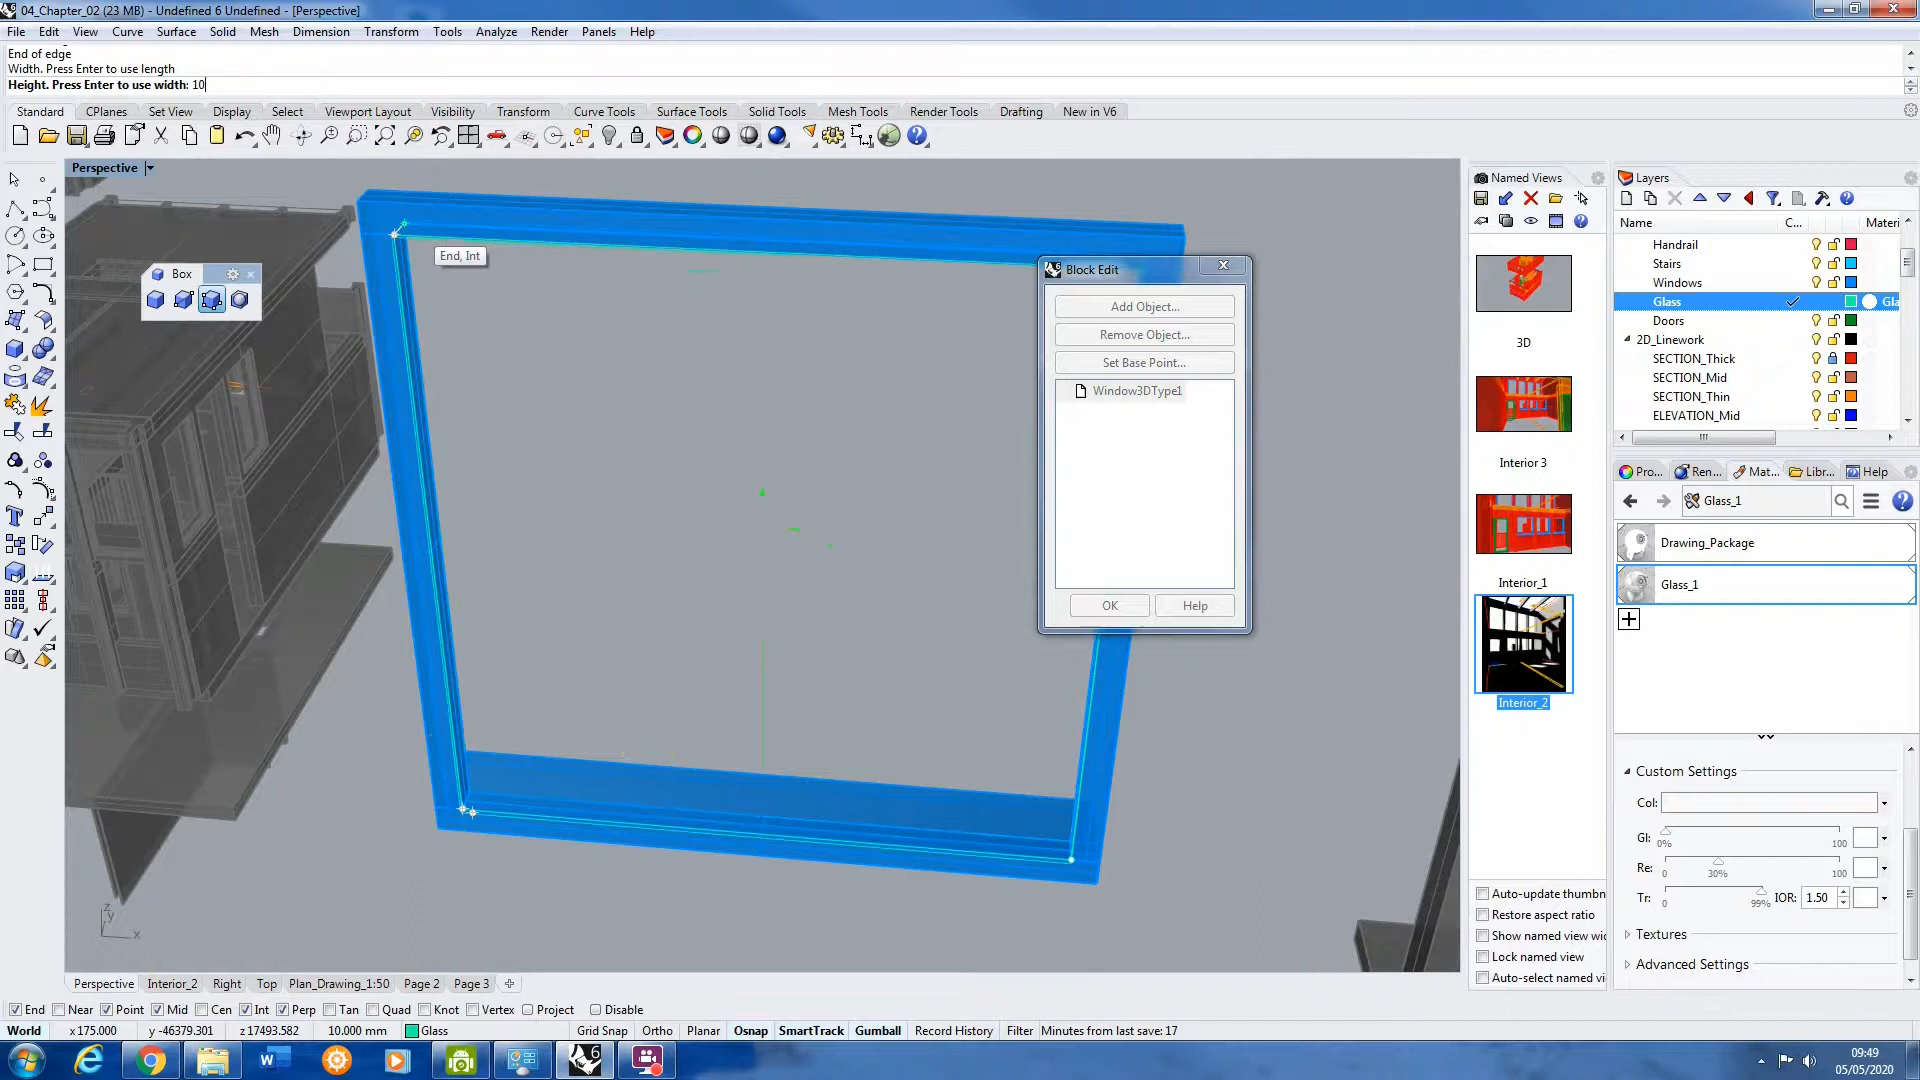 04_Chapter_02 (23 MB) - Undefined 6 Undefined - [Perspective]
File Edit View Curve Surface Solid Mesh Dimension Transform Tools Analyze Render Panels Help
End of edge
Width. Press Enter to use length
Height. Press Enter to use width: 10
Standard CPlanes Set View Display Select Viewport Layout Visibility Transform Curve Tools Surface Tools Solid Tools Mesh Tools Render Tools Drafting New in V6
Perspective
Box
End, Int
Block Edit
Add Object...
Remove Object...
Set Base Point...
Window3DType1
OK Help
z
y
x
Named Views
3D
Interior 3
Interior_1
Interior_2
Auto-update thumbn
Restore aspect ratio
Show named view wi
Lock named view
Auto-select named vi
Layers
Name C... Materi
Handrail
Stairs
Windows
Glass Gla
Doors
2D_Linework
SECTION_Thick
SECTION_Mid
SECTION_Thin
ELEVATION_Mid
Pro... Ren... Mat... Libr... Help
Glass_1
Drawing_Package
Glass_1
Custom Settings
Col:
Gl: 0% 100
Re: 0 30% 100
Tr: 0 99% IOR: 1.50
Textures
Advanced Settings
Perspective Interior_2 Right Top Plan_Drawing_1:50 Page 2 Page 3
End Near Point Mid Cen Int Perp Tan Quad Knot Vertex Project Disable
World x 175.000 y -46379.301 z 17493.582 10.000 mm Glass Grid Snap Ortho Planar Osnap SmartTrack Gumball Record History Filter Minutes from last save: 17
09:49
05/05/2020